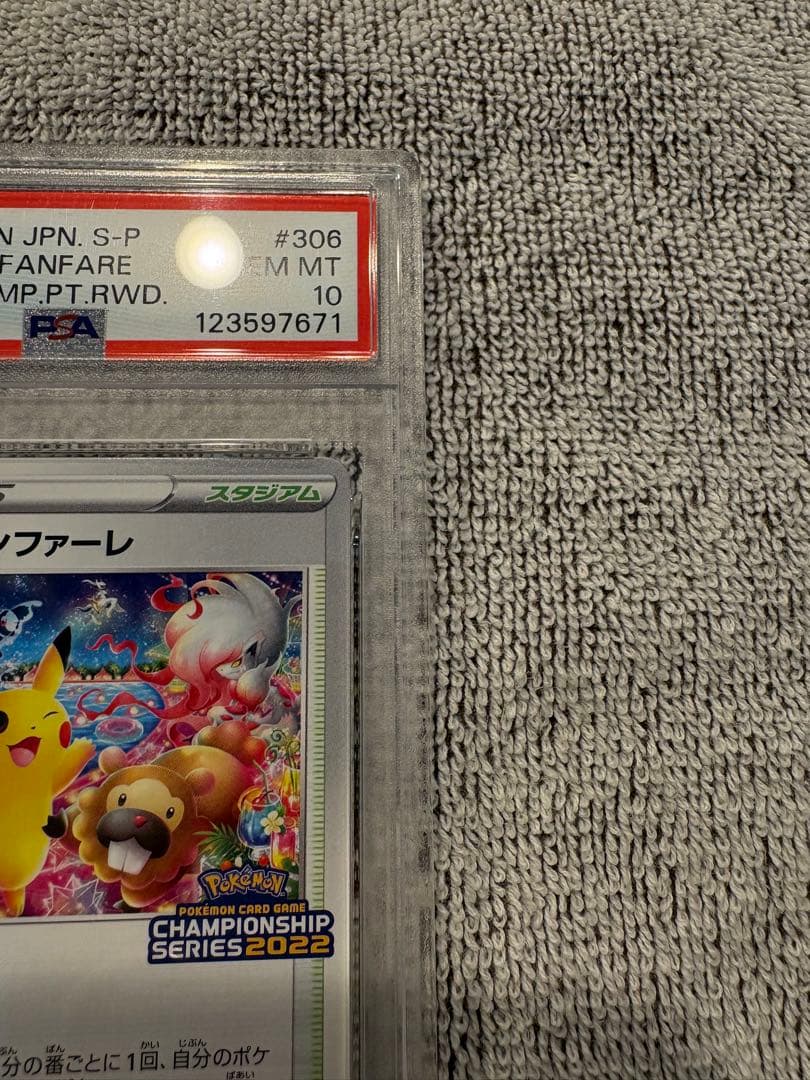 N JPN. S-P #306
FANFARE EM MT
MP.PT.RWD. 10
PSA 123597671
スタジアム
ンファーレ
Pokémon
POKÉMON CARD GAME
CHAMPIONSHIP
SERIES 2022
分の番ごとに1回、自分のポケ